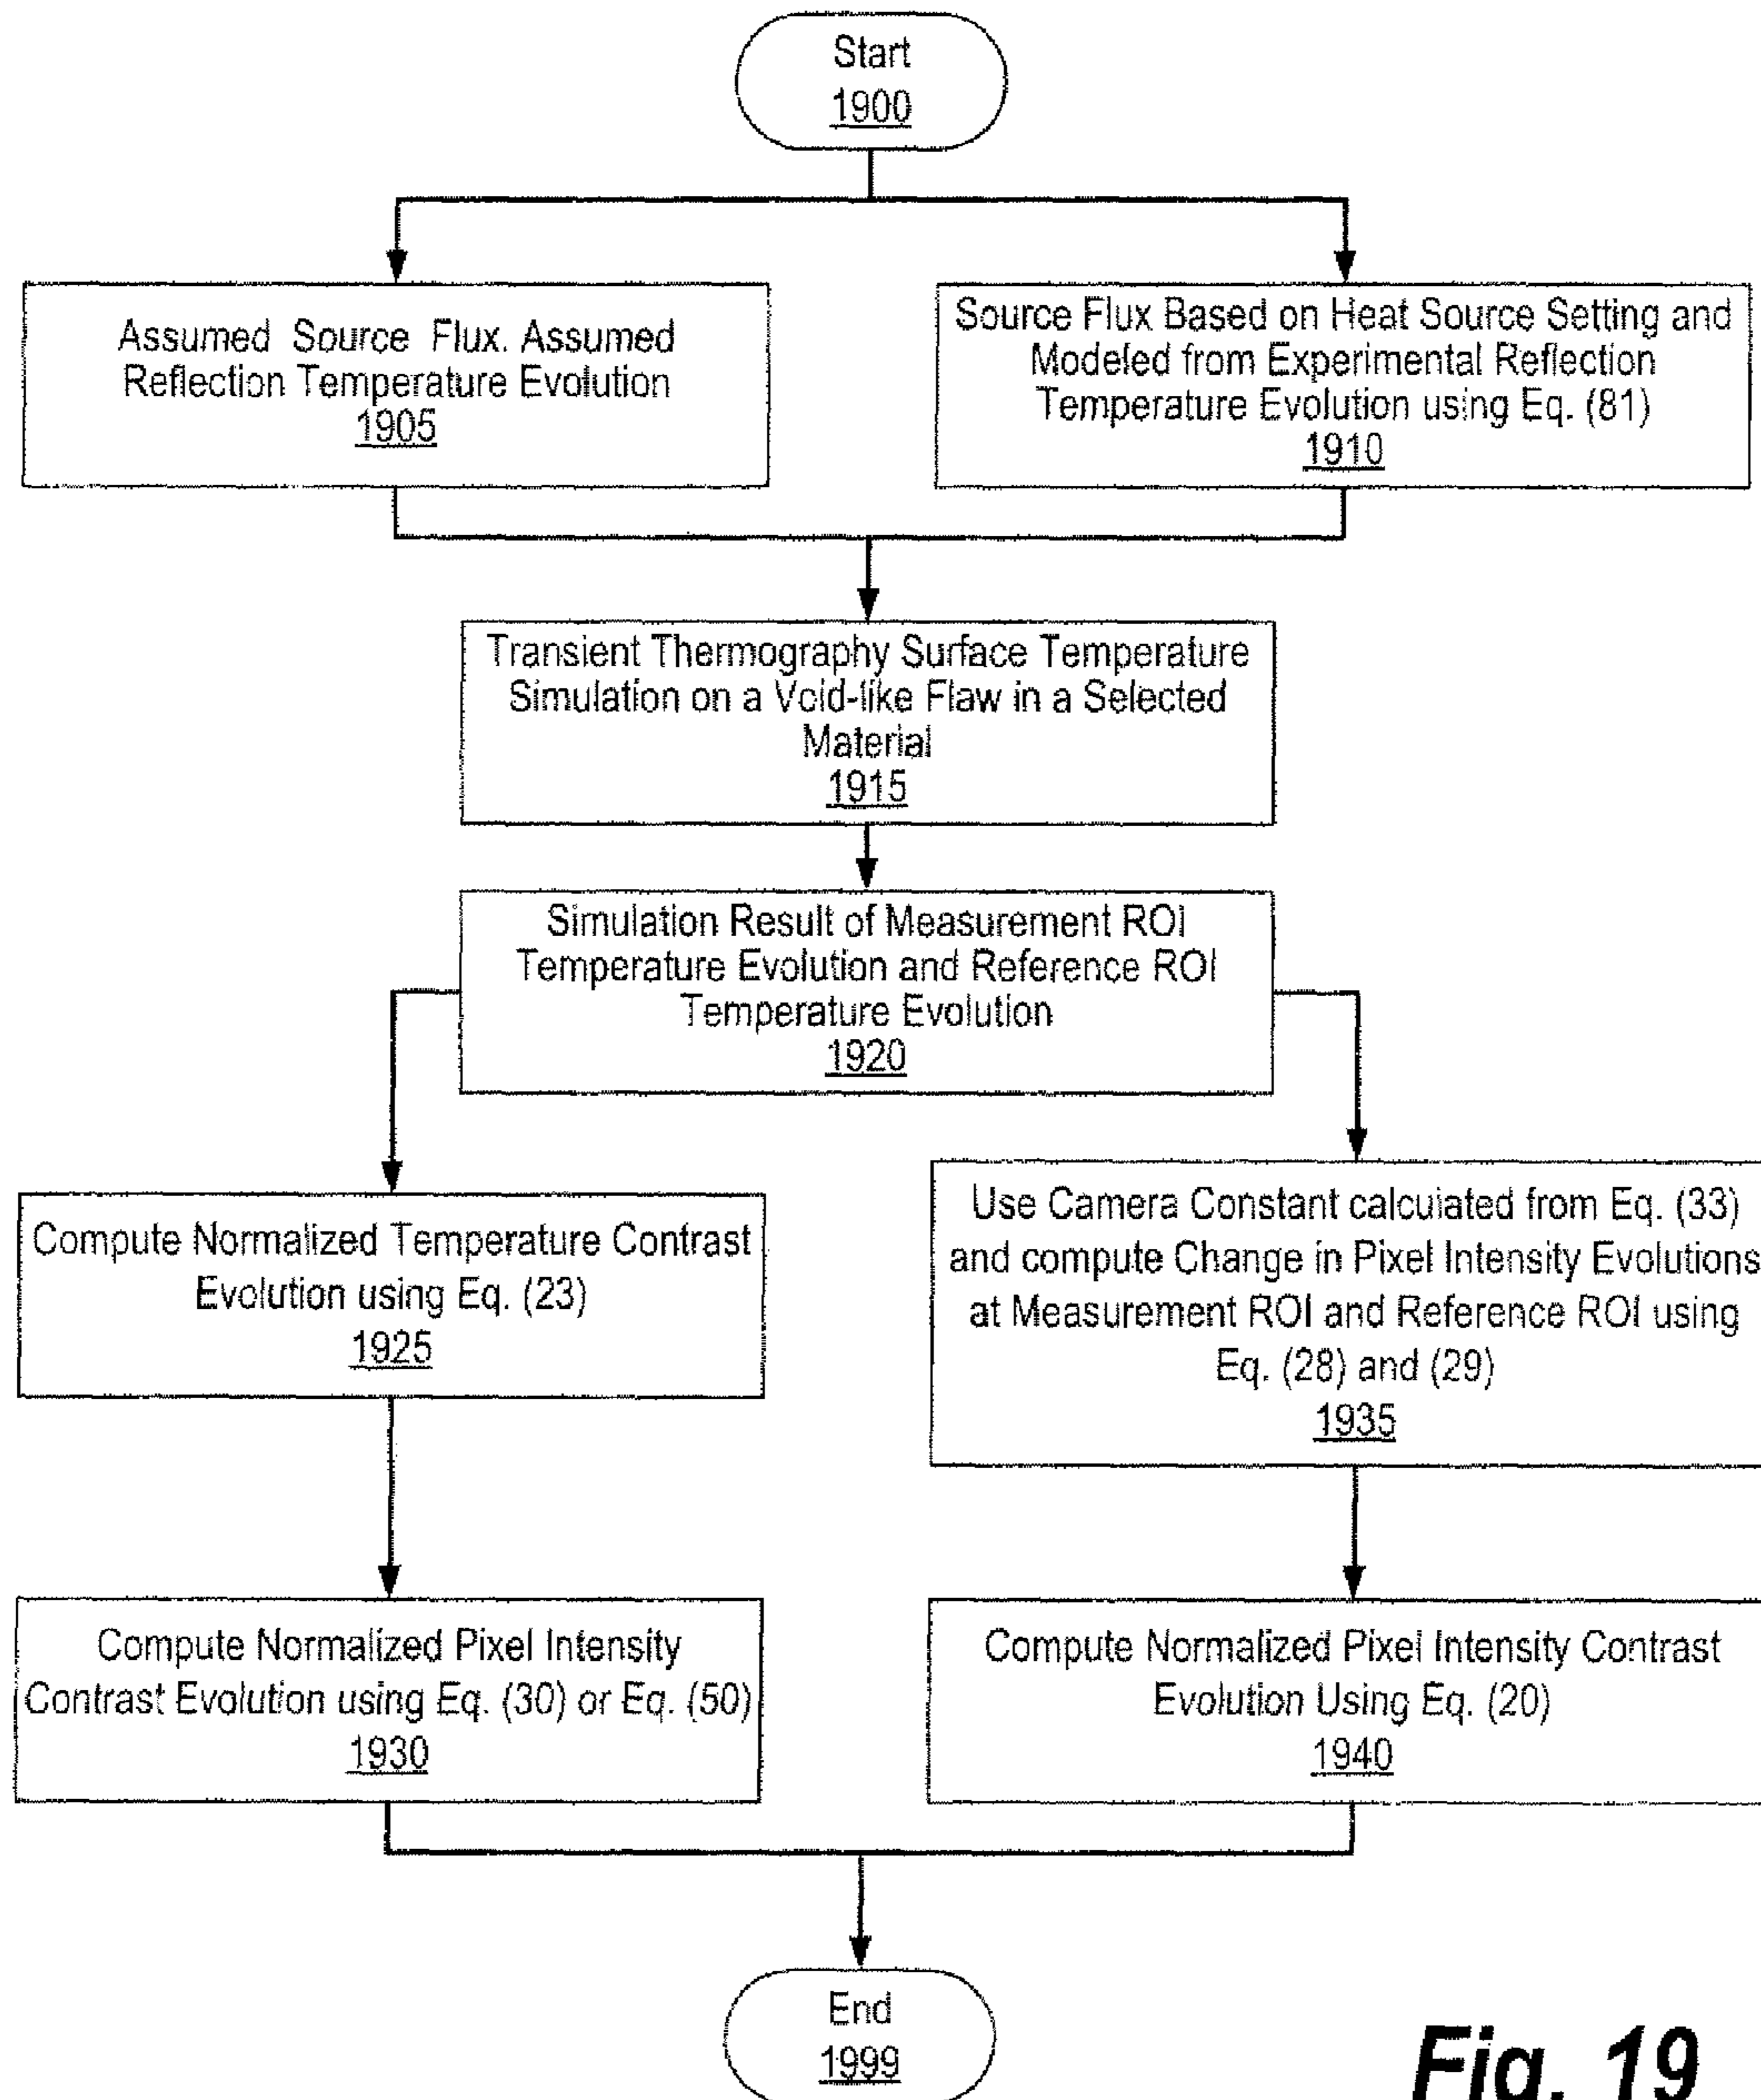 Start
1900
Assumed Source Flux. Assumed
Reflection Temperature Evolution
1905
Source Flux Based on Heat Source Setting and
Modeled from Experimental Reflection
Temperature Evolution using Eq. (81)
1910
Transient Thermography Surface Temperature
Simulation on a Void-like Flaw in a Selected
Material
1915
Simulation Result of Measurement ROI
Temperature Evolution and Reference ROI
Temperature Evolution
1920
Compute Normalized Temperature Contrast
Evolution using Eq. (23)
1925
Use Camera Constant calculated from Eq. (33)
and compute Change in Pixel Intensity Evolutions
at Measurement ROI and Reference ROI using
Eq. (28) and (29)
1935
Compute Normalized Pixel Intensity
Contrast Evolution using Eq. (30) or Eq. (50)
1930
Compute Normalized Pixel Intensity Contrast
Evolution Using Eq. (20)
1940
End
1999
Fig. 19